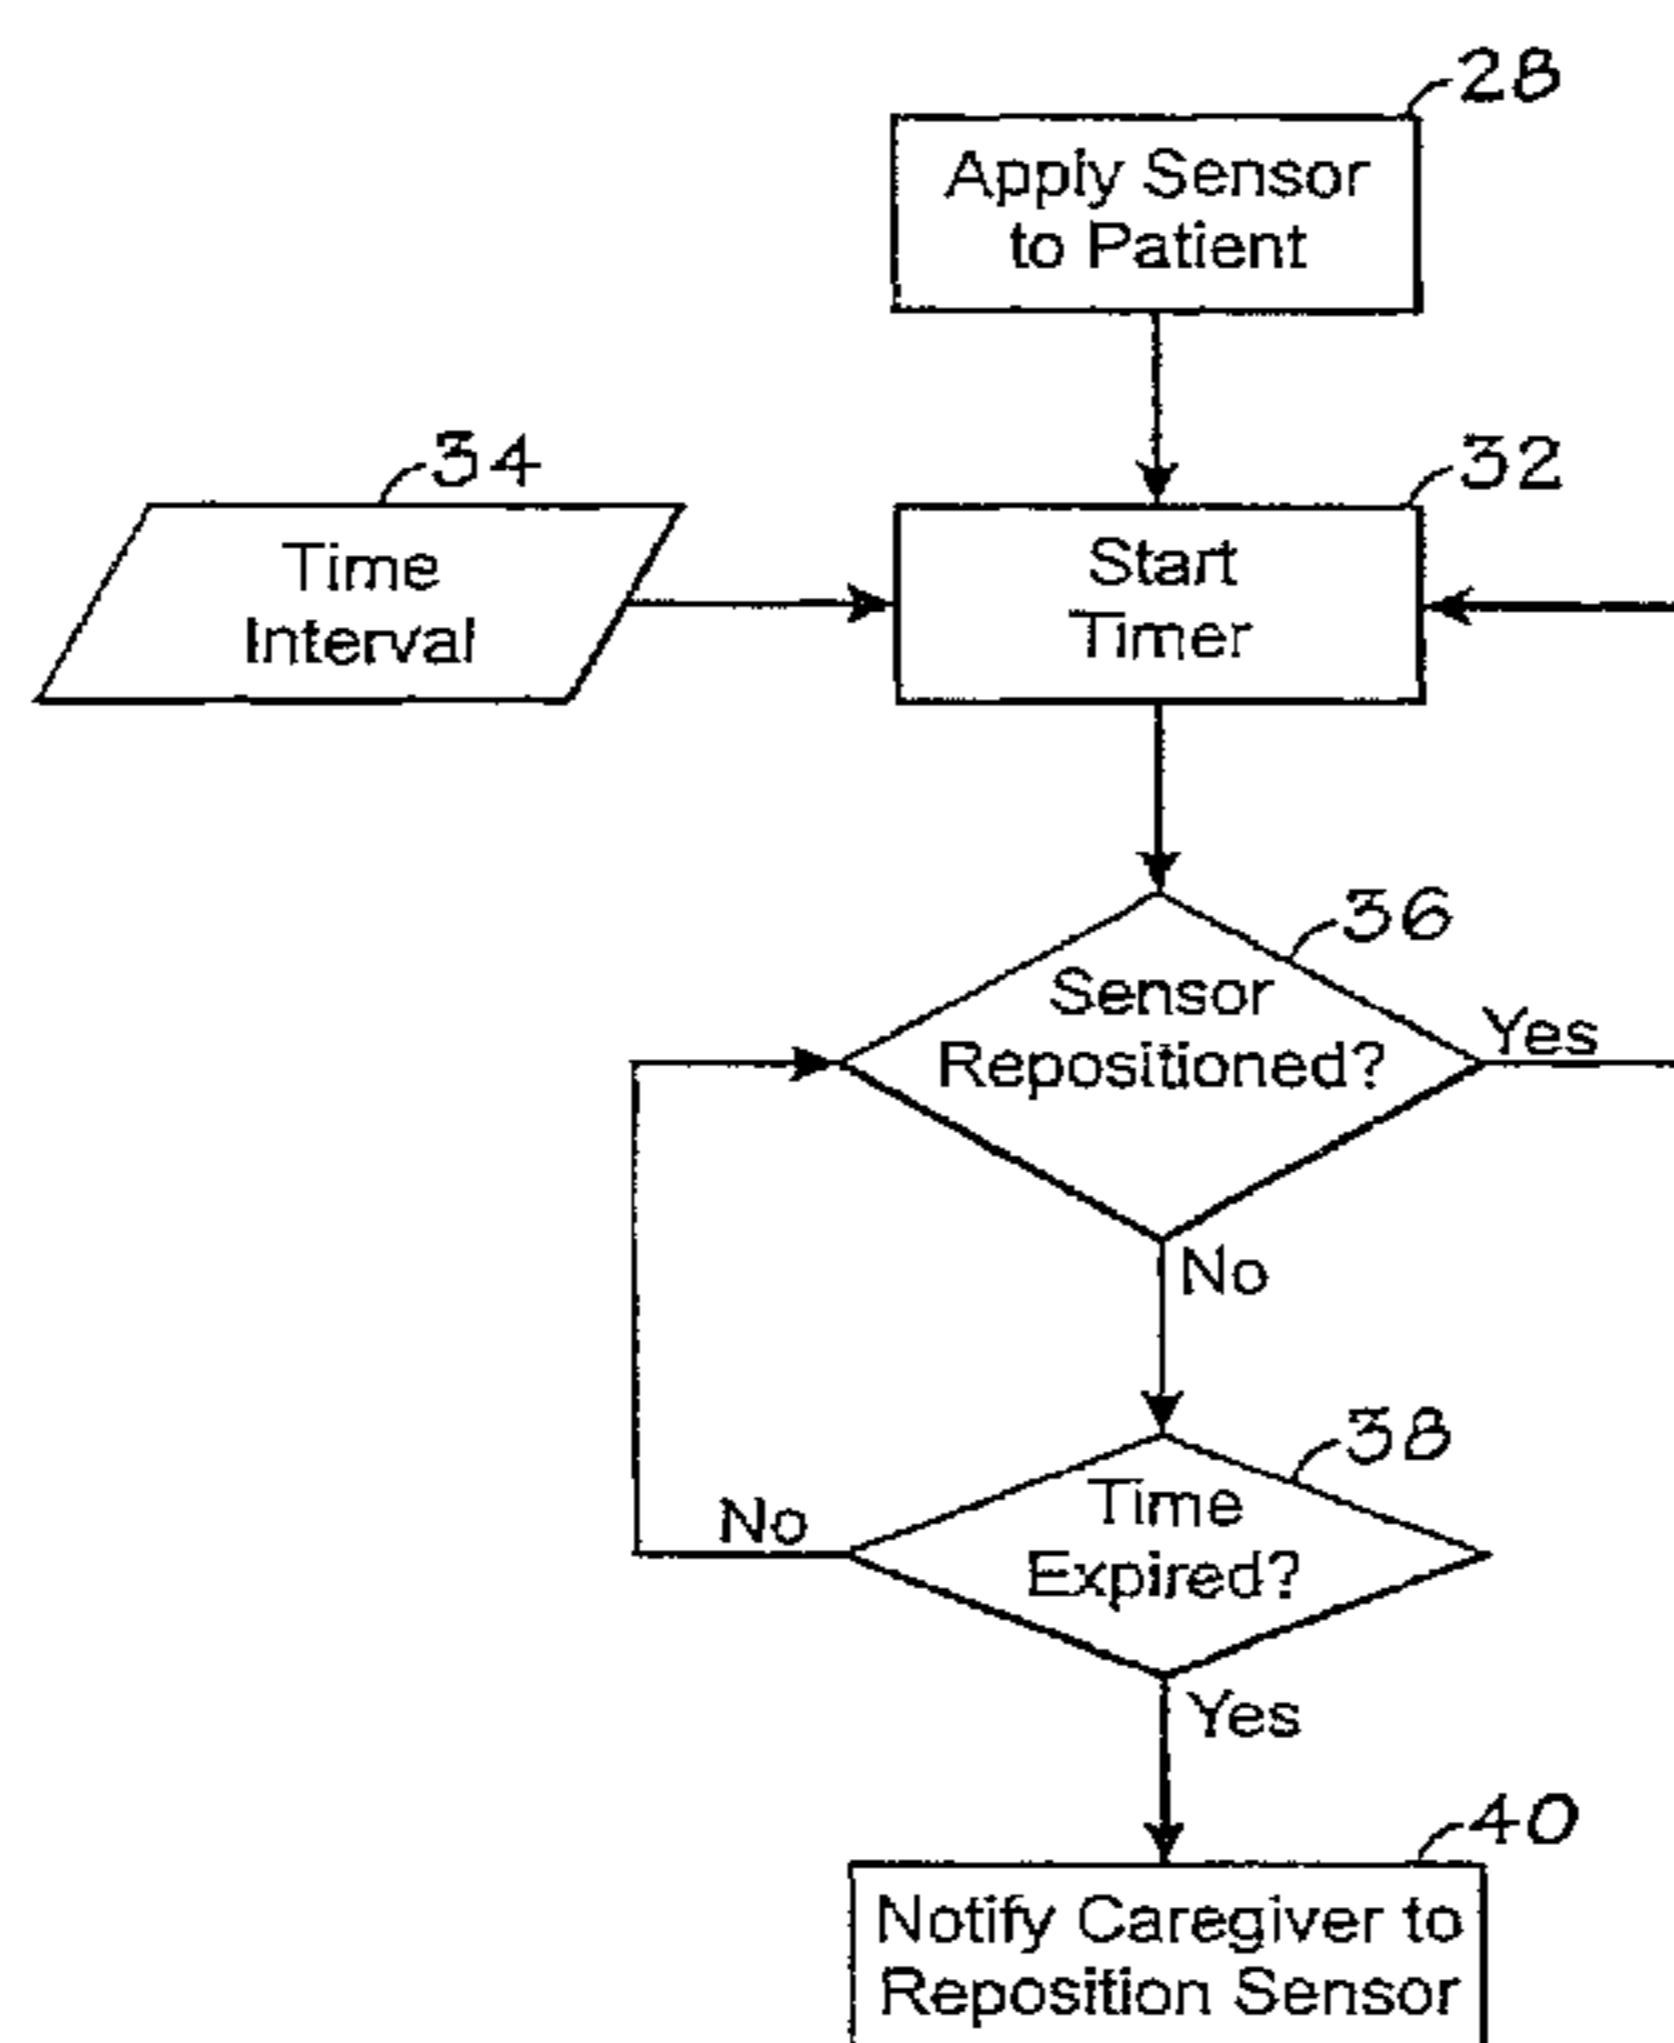 28
Apply Sensor
to Patient
34
32
Time
Interval
Start
Timer
36
Sensor
Repositioned?
Yes
No
38
Time
Expired?
No
Yes
40
Notify Caregiver to
Reposition Sensor